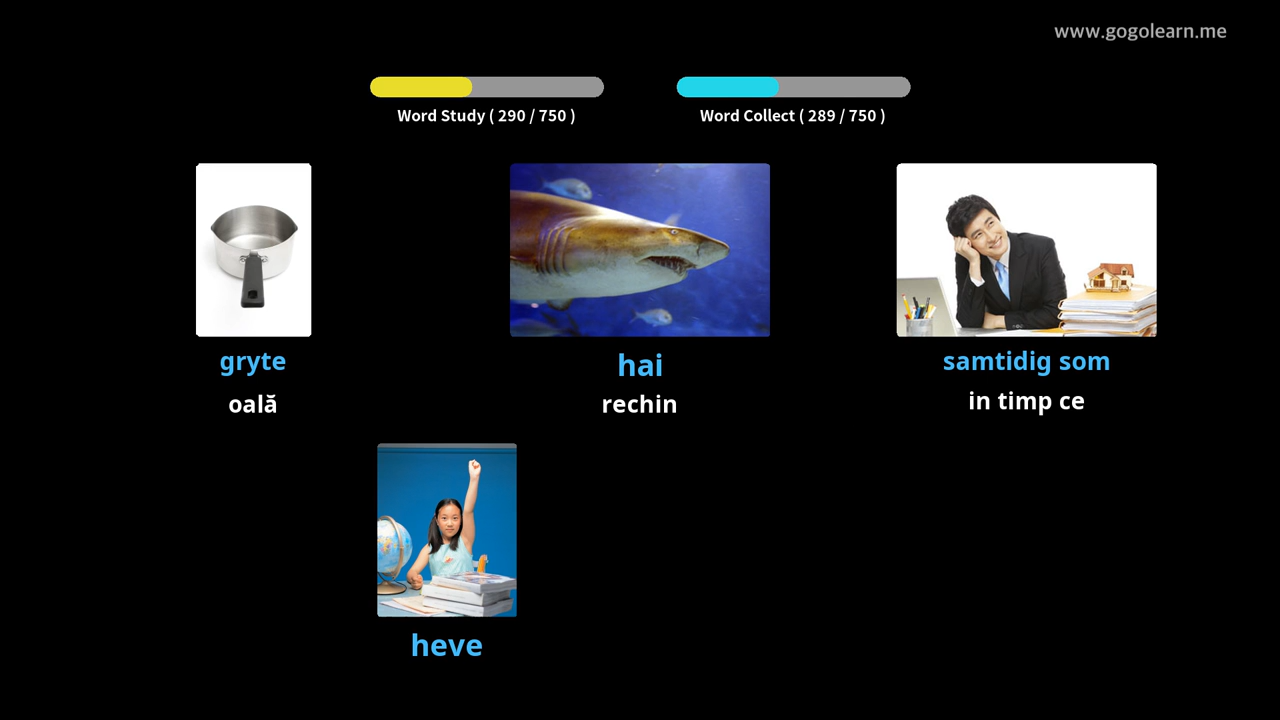 www.gogolearn.me
Word Study ( 290 / 750 )
Word Collect ( 289 / 750 )
gryte
hai
samtidig som
oală
rechin
in timp ce
heve